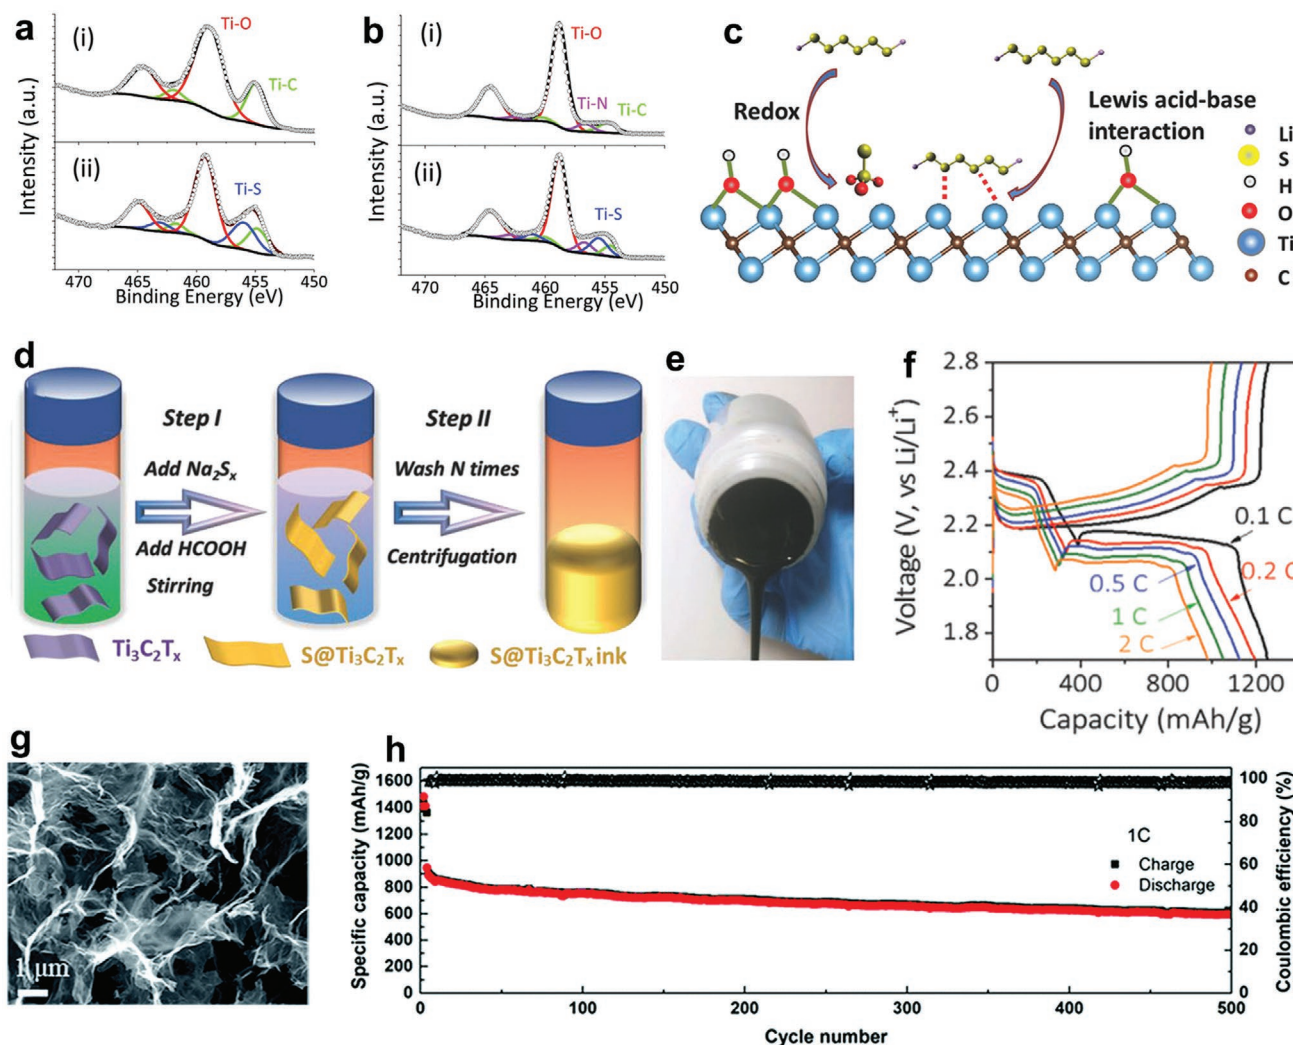 a
(i)
Ti-O
Ti-C
Intensity (a.u.)
(ii)
Ti-S
470 465 460 455 450
Binding Energy (eV)
b
(i)
Ti-O
Ti-N
Ti-C
Intensity (a.u.)
(ii)
Ti-S
470 465 460 455 450
Binding Energy (eV)
c
Redox
Lewis acid-base
interaction
Li
S
H
O
Ti
C
d
Step I
Add Na₂Sₓ
Add HCOOH
Stirring
Step II
Wash N times
Centrifugation
Ti₃C₂Tₓ
S@Ti₃C₂Tₓ
S@Ti₃C₂Tₓ ink
e
f
Voltage (V, vs Li/Li⁺)
2.8
2.6
2.4
2.2
2.0
1.8
0.1 C
0.2 C
0.5 C
1 C
2 C
0 400 800 1200
Capacity (mAh/g)
g
1 μm
h
Specific capacity (mAh/g)
1600
1400
1200
1000
800
600
400
200
0
1C
Charge
Discharge
100
80
60
40
20
0
Coulombic efficiency (%)
0 100 200 300 400 500
Cycle number